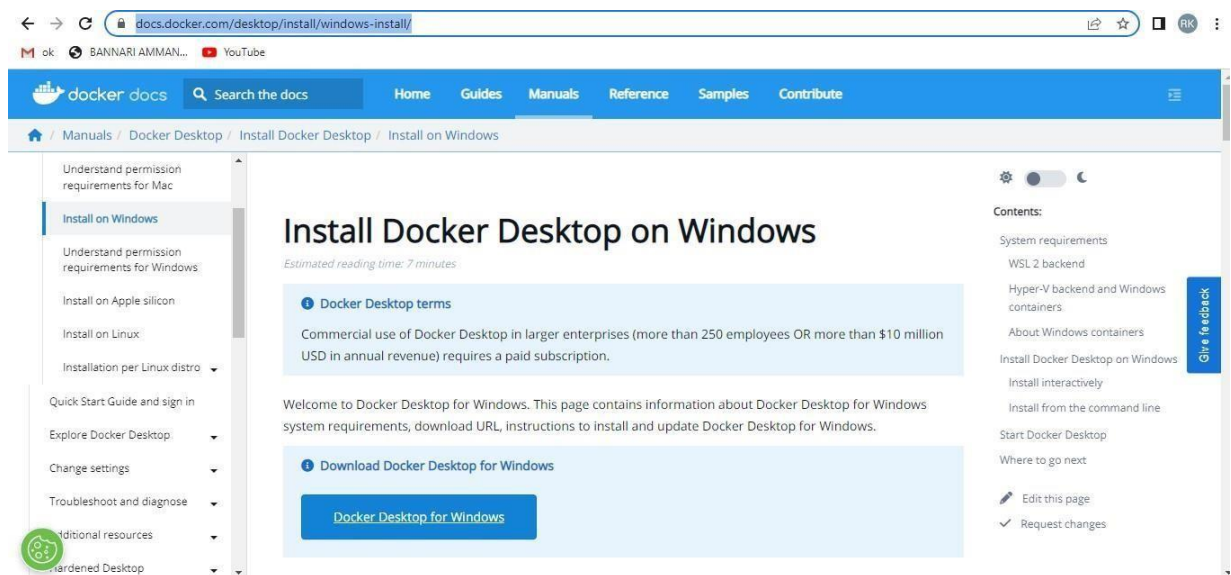 docs.docker.com/desktop/install/windows-install/
RK
ok BANNARI AMMAN... YouTube
docker docs Search the docs Home Guides Manuals Reference Samples Contribute
/ Manuals / Docker Desktop / Install Docker Desktop / Install on Windows
Understand permission
requirements for Mac
Install on Windows
Understand permission
requirements for Windows
Install on Apple silicon
Install on Linux
Installation per Linux distro
Quick Start Guide and sign in
Explore Docker Desktop
Change settings
Troubleshoot and diagnose
dditional resources
ardened Desktop
Install Docker Desktop on Windows
Estimated reading time: 7 minutes
Docker Desktop terms
Commercial use of Docker Desktop in larger enterprises (more than 250 employees OR more than $10 million
USD in annual revenue) requires a paid subscription.
Welcome to Docker Desktop for Windows. This page contains information about Docker Desktop for Windows
system requirements, download URL, instructions to install and update Docker Desktop for Windows.
Download Docker Desktop for Windows
Docker Desktop for Windows
Contents:
System requirements
WSL 2 backend
Hyper-V backend and Windows
containers
About Windows containers
Install Docker Desktop on Windows
Install interactively
Install from the command line
Start Docker Desktop
Where to go next
Edit this page
Request changes
Give feedback